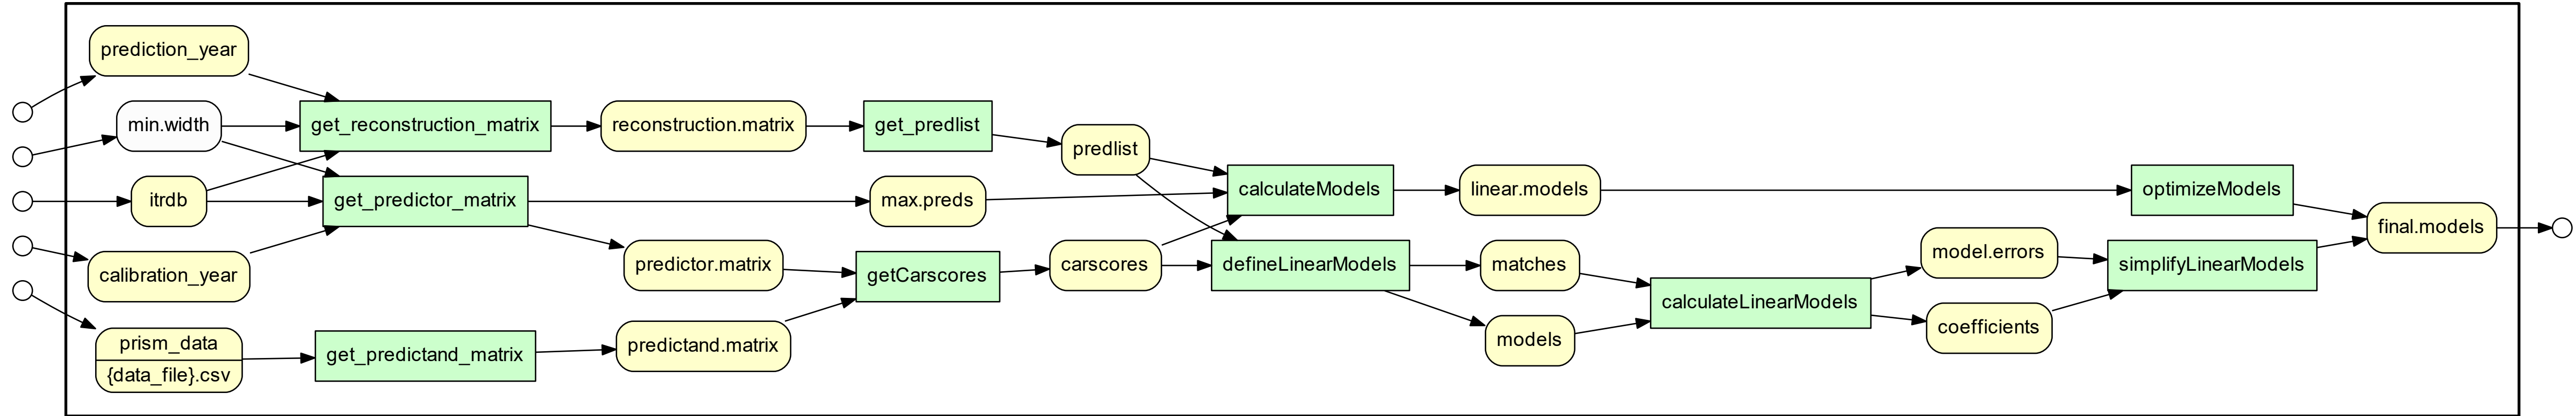 prediction_year
min.width
get_reconstruction_matrix
reconstruction.matrix
get_predlist
predlist
itrdb
get_predictor_matrix
max.preds
calculateModels
linear.models
optimizeModels
final.models
calibration_year
predictor.matrix
getCarscores
carscores
defineLinearModels
matches
calculateLinearModels
model.errors
simplifyLinearModels
prism_data
{data_file}.csv
get_predictand_matrix
predictand.matrix
models
coefficients